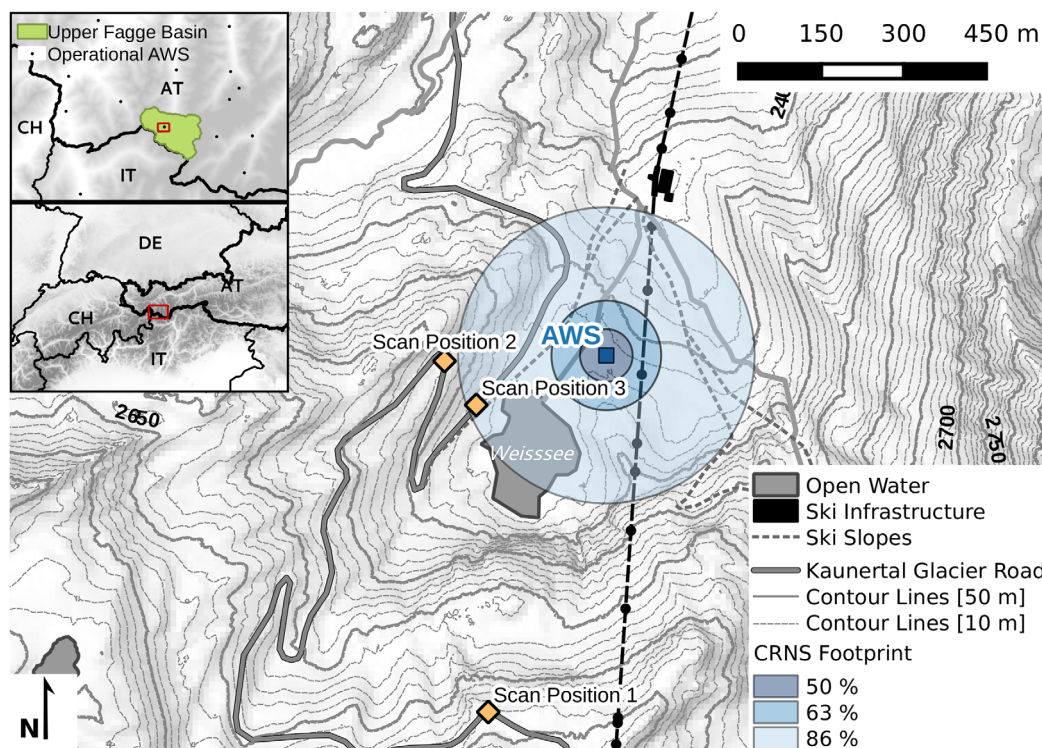 Upper Fagge Basin
Operational AWS
AT
CH
IT
DE
AT
CH
IT
0 150 300 450 m
240
Scan Position 2
AWS
Scan Position 3
2650
Weisssee
2700
2750
Scan Position 1
N
Open Water
Ski Infrastructure
Ski Slopes
Kaunertal Glacier Road
Contour Lines [50 m]
Contour Lines [10 m]
CRNS Footprint
50 %
63 %
86 %